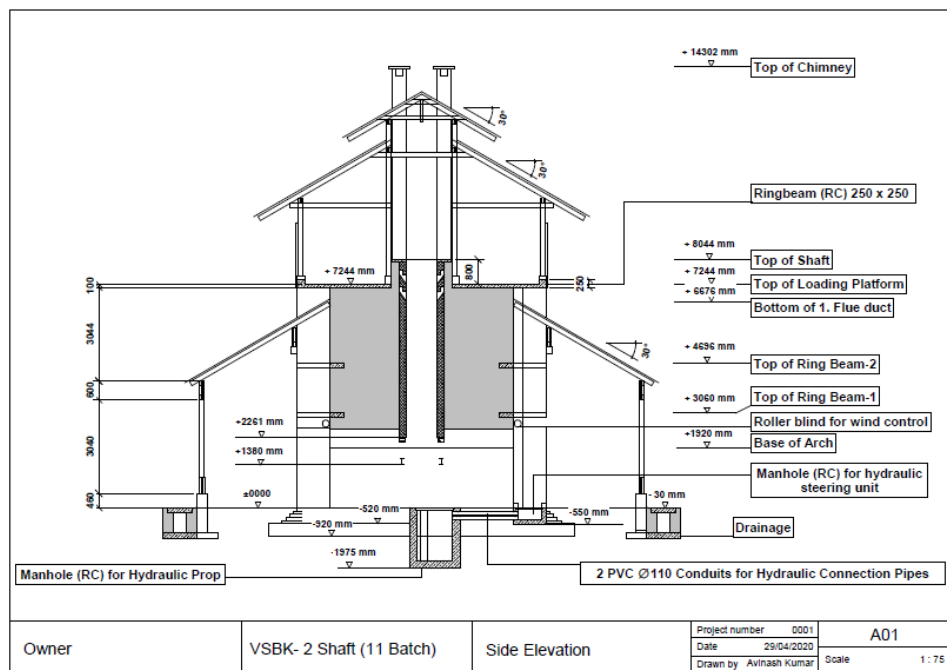 + 14302 mm
Top of Chimney
30°
30°
Ringbeam (RC) 250 x 250
+ 8044 mm
Top of Shaft
+ 7244 mm
800
+ 7244 mm
Top of Loading Platform
100
250
+ 6676 mm
Bottom of 1. Flue duct
3044
30°
+ 4696 mm
Top of Ring Beam-2
600
+ 3060 mm
Top of Ring Beam-1
+2261 mm
Roller blind for wind control
3040
+1920 mm
Base of Arch
+1380 mm
Manhole (RC) for hydraulic
steering unit
460
±0000
- 30 mm
-520 mm
-550 mm
-920 mm
Drainage
-1975 mm
Manhole (RC) for Hydraulic Prop
2 PVC Ø110 Conduits for Hydraulic Connection Pipes
Owner
VSBK- 2 Shaft (11 Batch)
Side Elevation
Project number 0001
Date 29/04/2020
Drawn by Avinash Kumar
A01
Scale 1 : 75